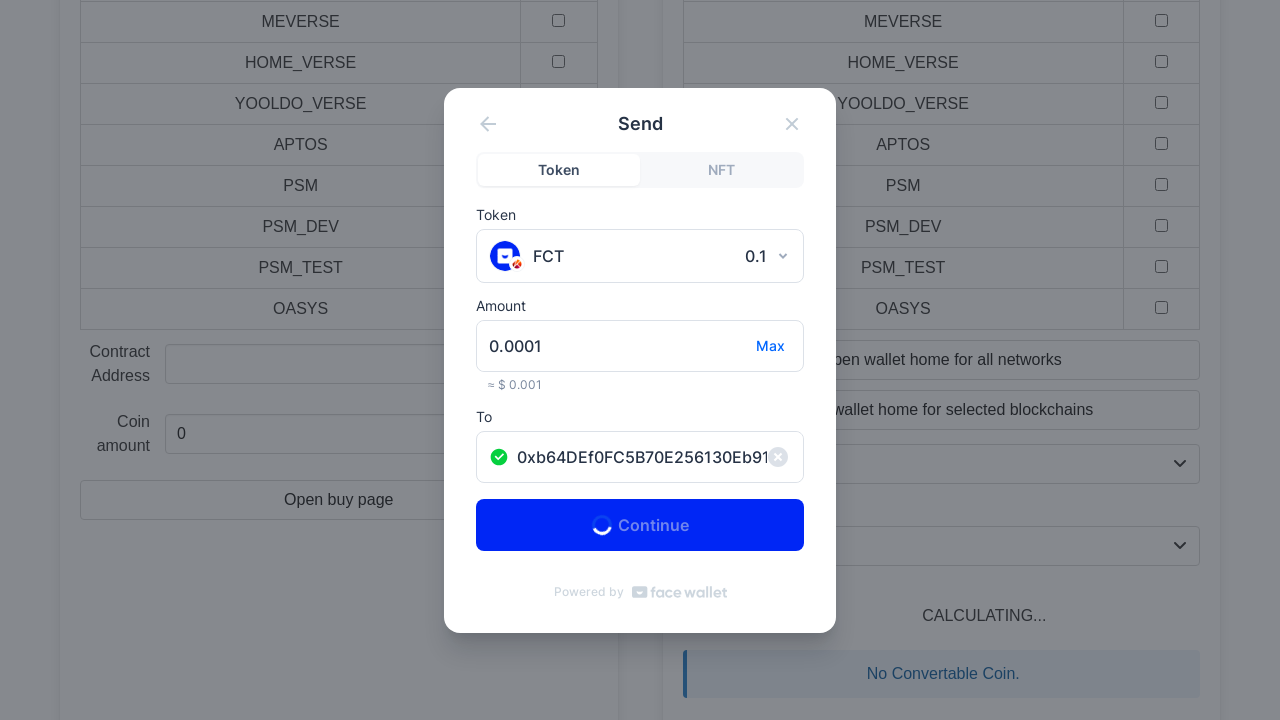 MEVERSE
HOME_VERSE
YOOLDO_VERSE
APTOS
PSM
PSM_DEV
PSM_TEST
OASYS
Contract
Address
Coin
amount
0
Open buy page
Send
Token
NFT
Token
FCT
0.1
Amount
0.0001
Max
≈ $ 0.001
To
0xb64DEf0FC5B70E256130Eb91
Continue
Powered by face wallet
MEVERSE
HOME_VERSE
YOOLDO_VERSE
APTOS
PSM
PSM_DEV
PSM_TEST
OASYS
pen wallet home for all networks
wallet home for selected blockchains
CALCULATING...
No Convertable Coin.